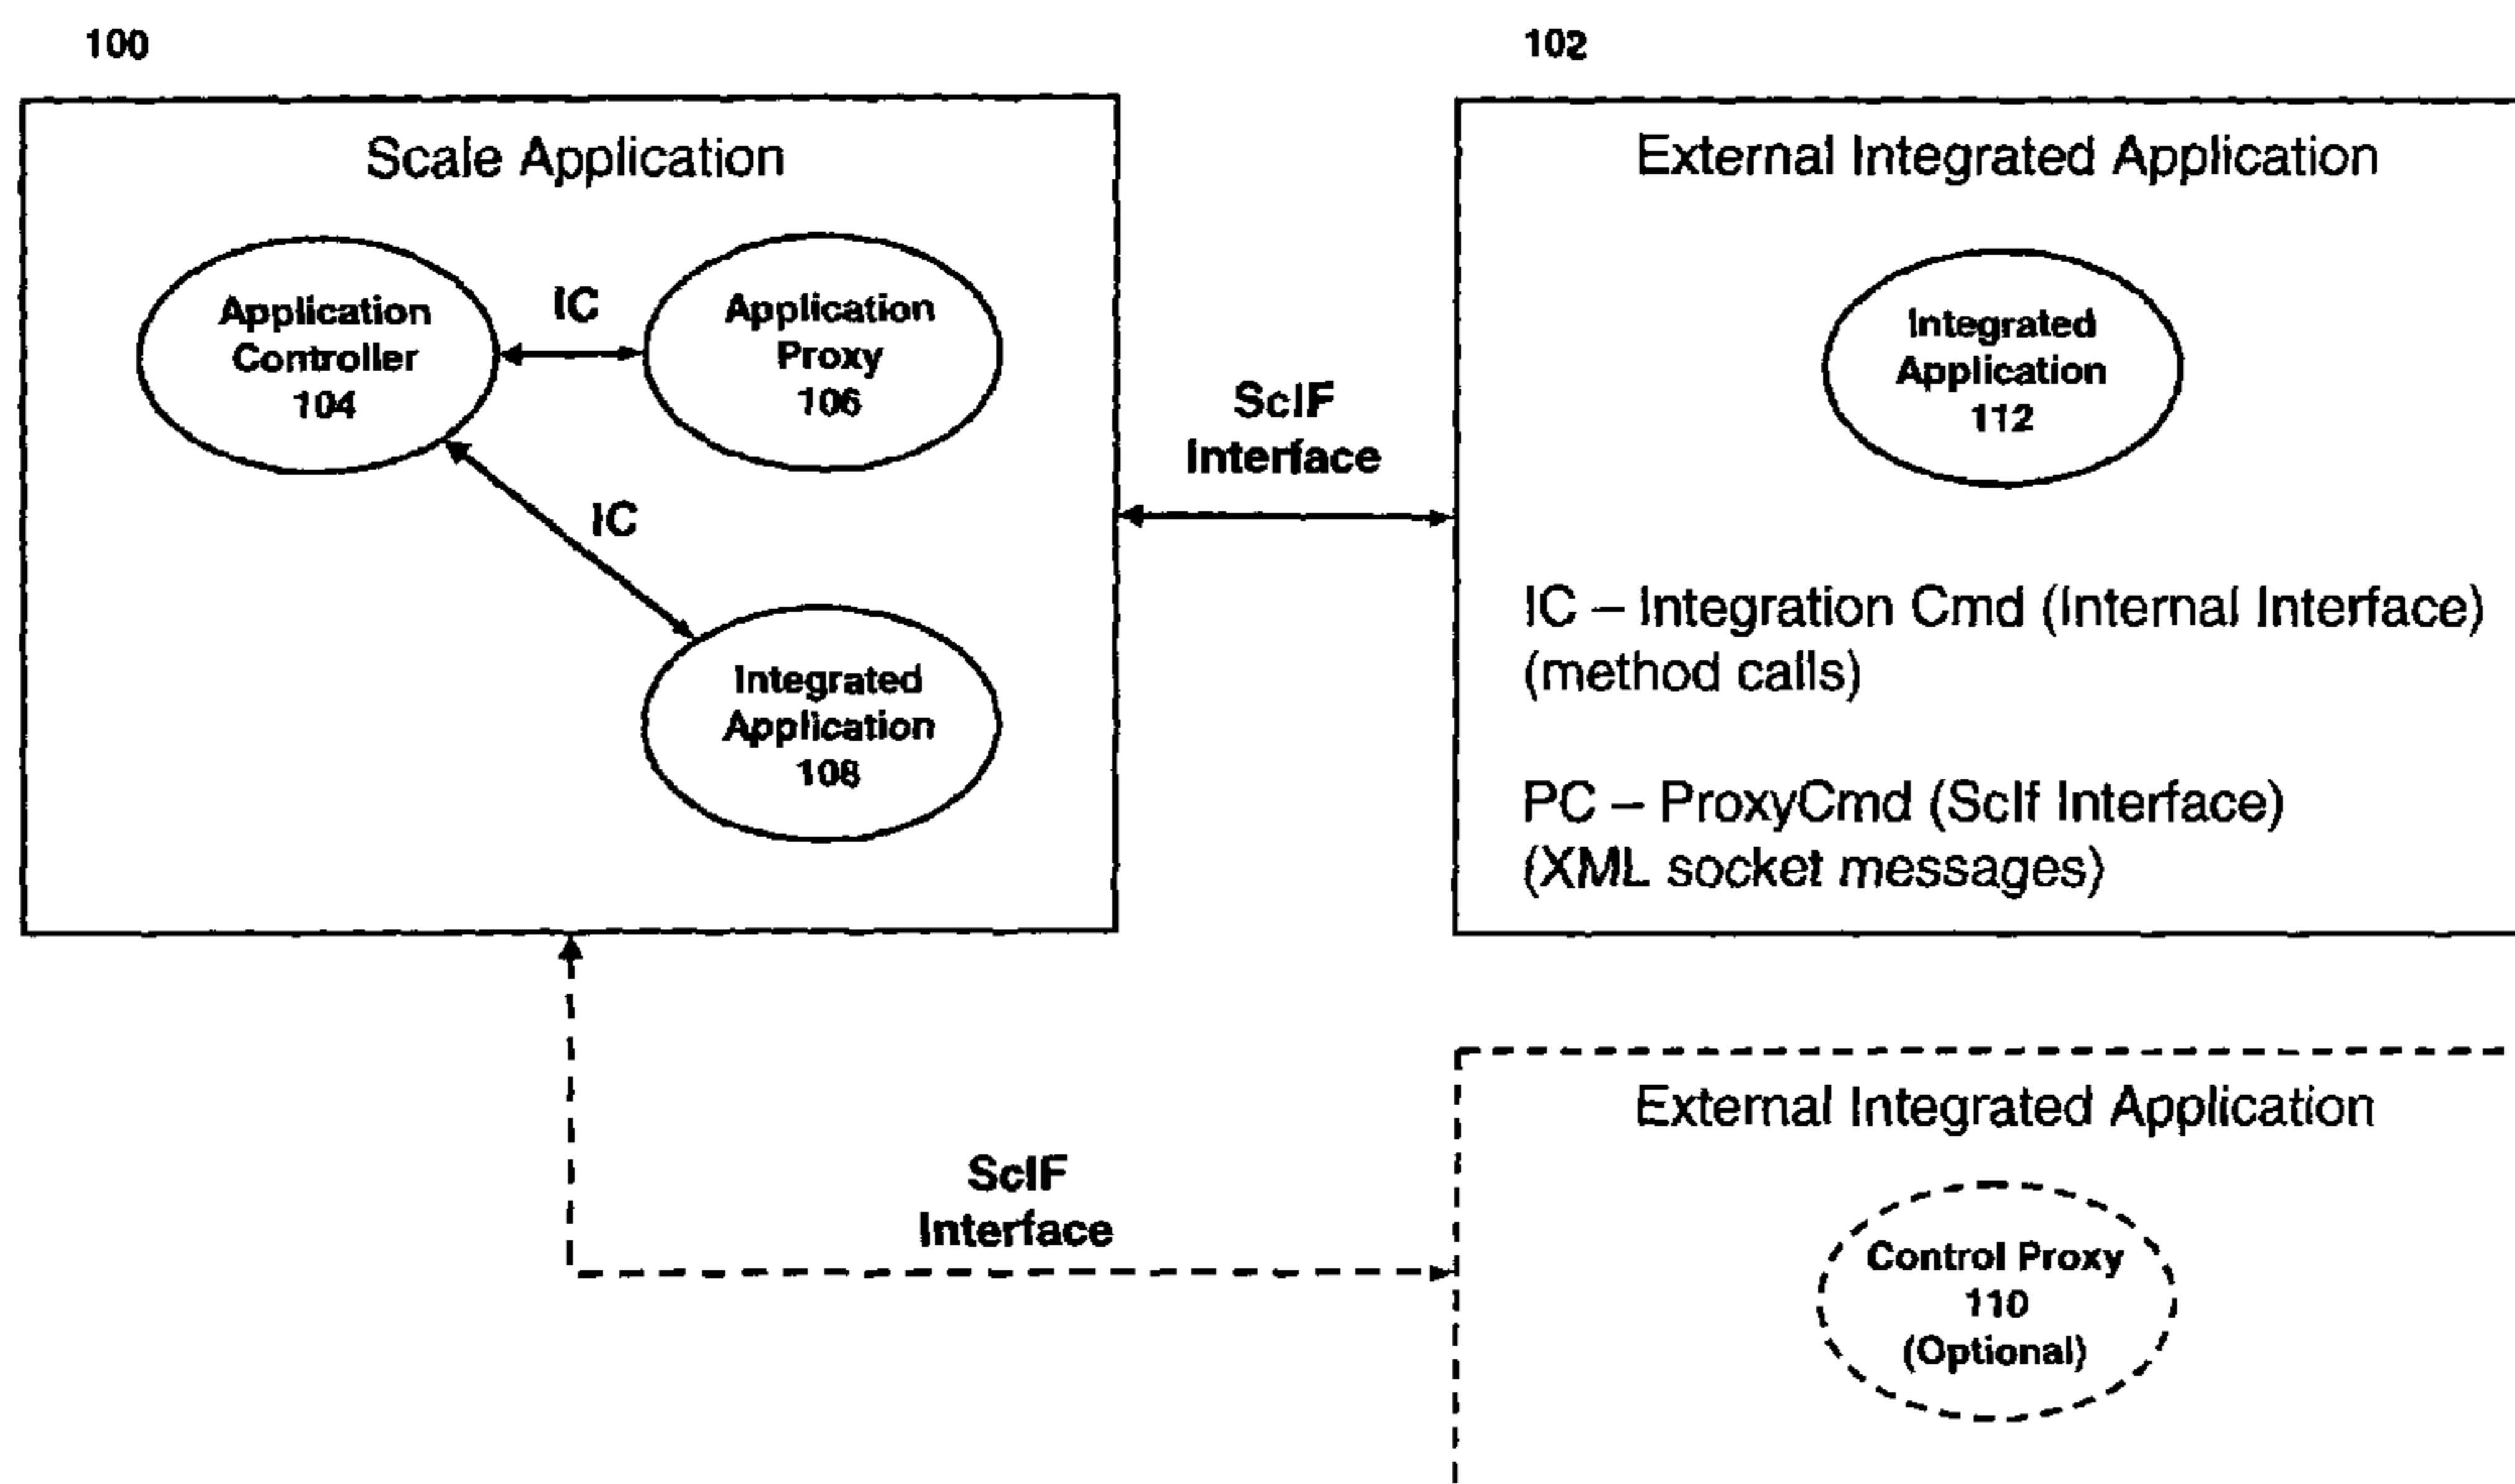 100
102
Scale Application
Application
Controller
104
IC
Application
Proxy
106
IC
Integrated
Application
108
ScIF
Interface
External Integrated Application
Integrated
Application
112
IC – Integration Cmd (Internal Interface)
(method calls)
PC – ProxyCmd (ScIf Interface)
(XML socket messages)
ScIF
Interface
External Integrated Application
Control Proxy
110
(Optional)